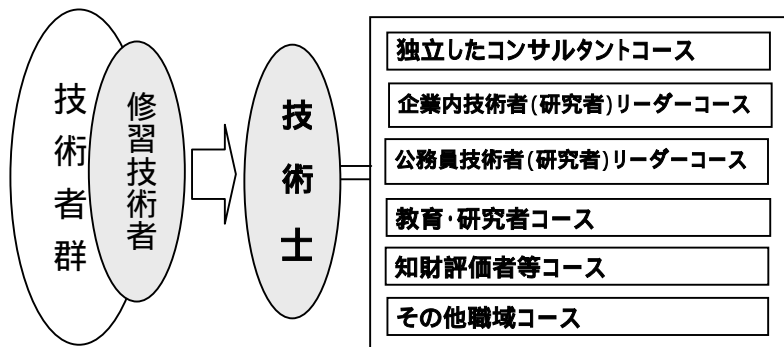 技術者群
修習技術者
技術士
独立したコンサルタントコース
企業内技術者(研究者)リーダーコース
公務員技術者(研究者)リーダーコース
教育・研究者コース
知財評価者等コース
その他職域コース